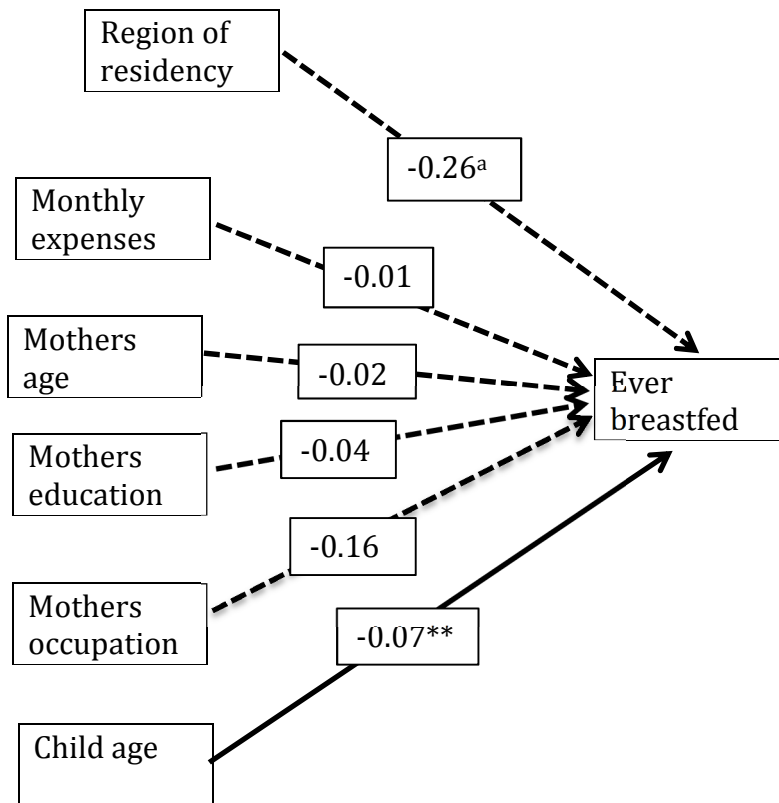 Region of
residency
-0.26ᵃ
Monthly
expenses
-0.01
Mothers
age
-0.02
Ever
breastfed
Mothers
education
-0.04
-0.16
Mothers
occupation
-0.07**
Child age